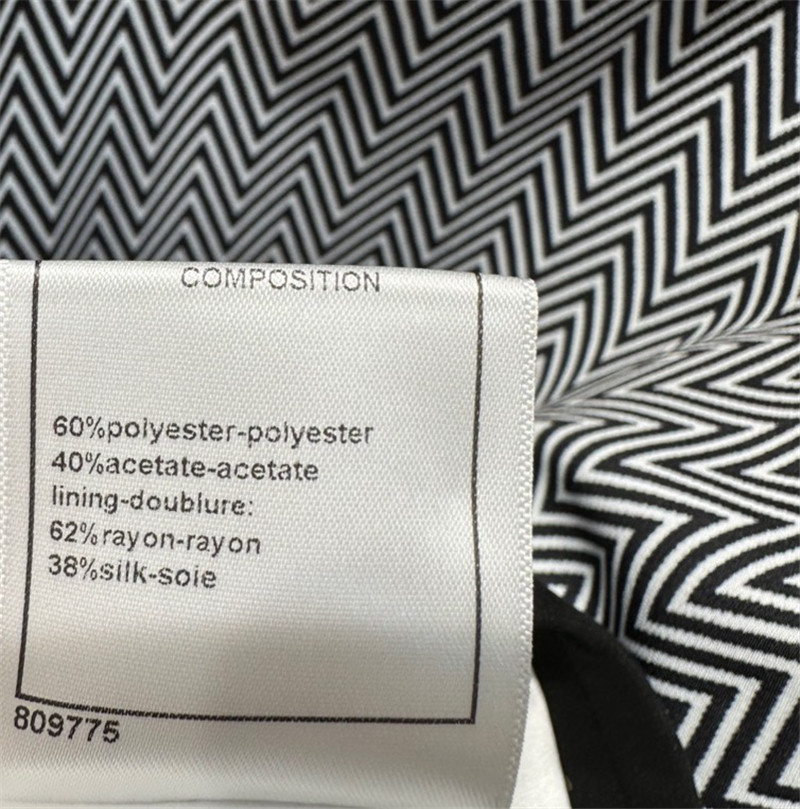 COMPOSITION
60%polyester-polyester
40%acetate-acetate
lining-doublure:
62%rayon-rayon
38%silk-soie
809775